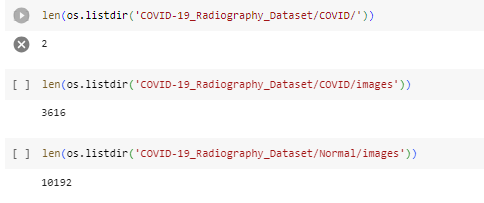 len(os.listdir('COVID-19_Radiography_Dataset/COVID/'))
2
[ ] len(os.listdir('COVID-19_Radiography_Dataset/COVID/images'))
3616
[ ] len(os.listdir('COVID-19_Radiography_Dataset/Normal/images'))
10192